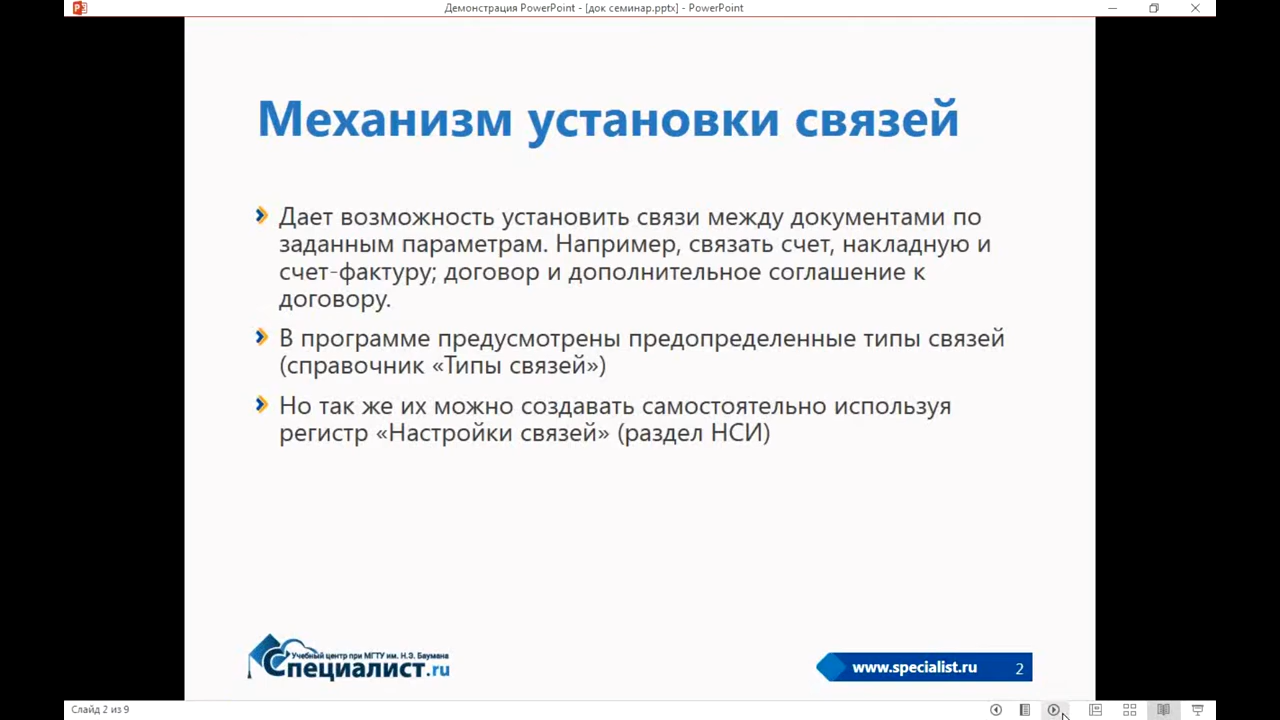 Демонстрация PowerPoint - [док семинар.pptx] - PowerPoint
Механизм установки связей
Дает возможность установить связи между документами по
заданным параметрам. Например, связать счет, накладную и
счет-фактуру; договор и дополнительное соглашение к
договору.
В программе предусмотрены предопределенные типы связей
(справочник «Типы связей»)
Но так же их можно создавать самостоятельно используя
регистр «Настройки связей» (раздел НСИ)
Учебный центр при МГТУ им. Н.Э. Баумана
Специалист.ru
www.specialist.ru 2
Слайд 2 из 9